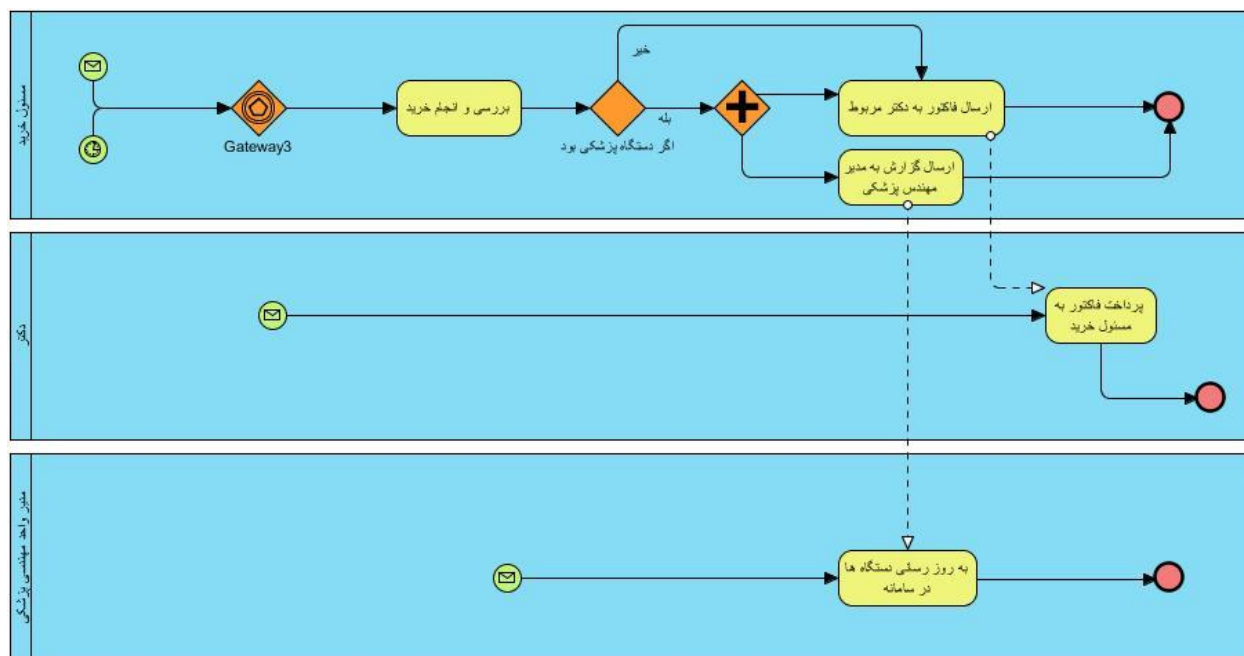 مسئول خرید
خیر
بررسی و انجام خرید
بله
ارسال فاکتور به دکتر مربوط
Gateway3
اگر دستگاه پزشکی بود
ارسال گزارش به مدیر
مهندس پزشکی
دکتر
پرداخت فاکتور به
مسئول خرید
مدیر واحد مهندسی پزشکی
به روز رسانی دستگاه ها
در سامانه